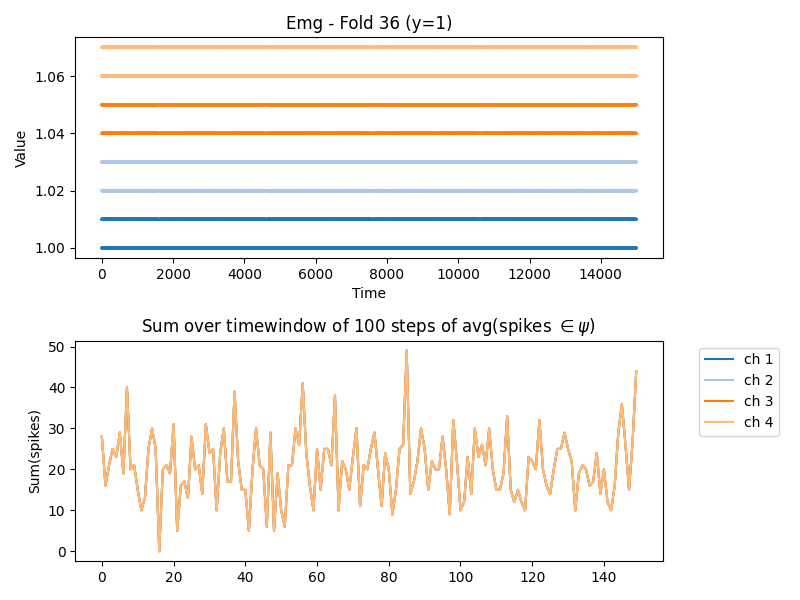 Emg - Fold 36 (y=1)
Value
1.06
1.04
1.02
1.00
0 2000 4000 6000 8000 10000 12000 14000
Time
Sum over timewindow of 100 steps of avg(spikes ∈ψ)
Sum(spikes)
50
40
30
20
10
0
0 20 40 60 80 100 120 140
ch 1
ch 2
ch 3
ch 4